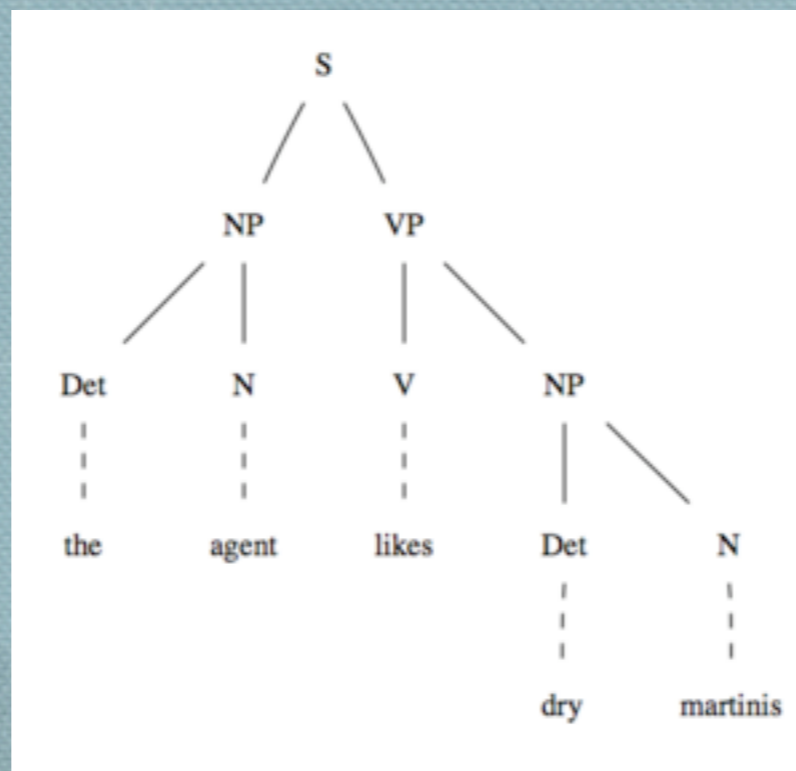 S
NP VP
Det N V NP
the agent likes Det N
dry martinis